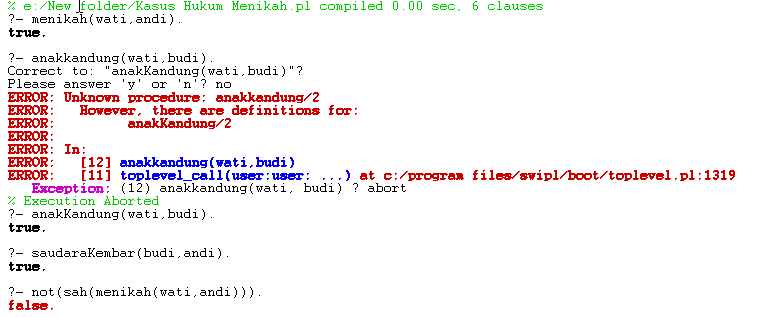 % e:/New folder/Kasus Hukum Menikah.pl compiled 0.00 sec, 6 clauses
?- menikah(wati,andi).
true.
?- anakkandung(wati,budi).
Correct to: "anakKandung(wati,budi)"?
Please answer 'y' or 'n'? no
ERROR: Unknown procedure: anakkandung/2
ERROR:   However, there are definitions for:
ERROR:         anakKandung/2
ERROR:
ERROR: In:
ERROR:   [12] anakkandung(wati,budi)
ERROR:   [11] toplevel_call(user:user: ...) at c:/program files/swipl/boot/toplevel.pl:1319
   Exception: (12) anakkandung(wati, budi) ? abort
% Execution Aborted
?- anakKandung(wati,budi).
true.
?- saudaraKembar(budi,andi).
true.
?- not(sah(menikah(wati,andi))).
false.